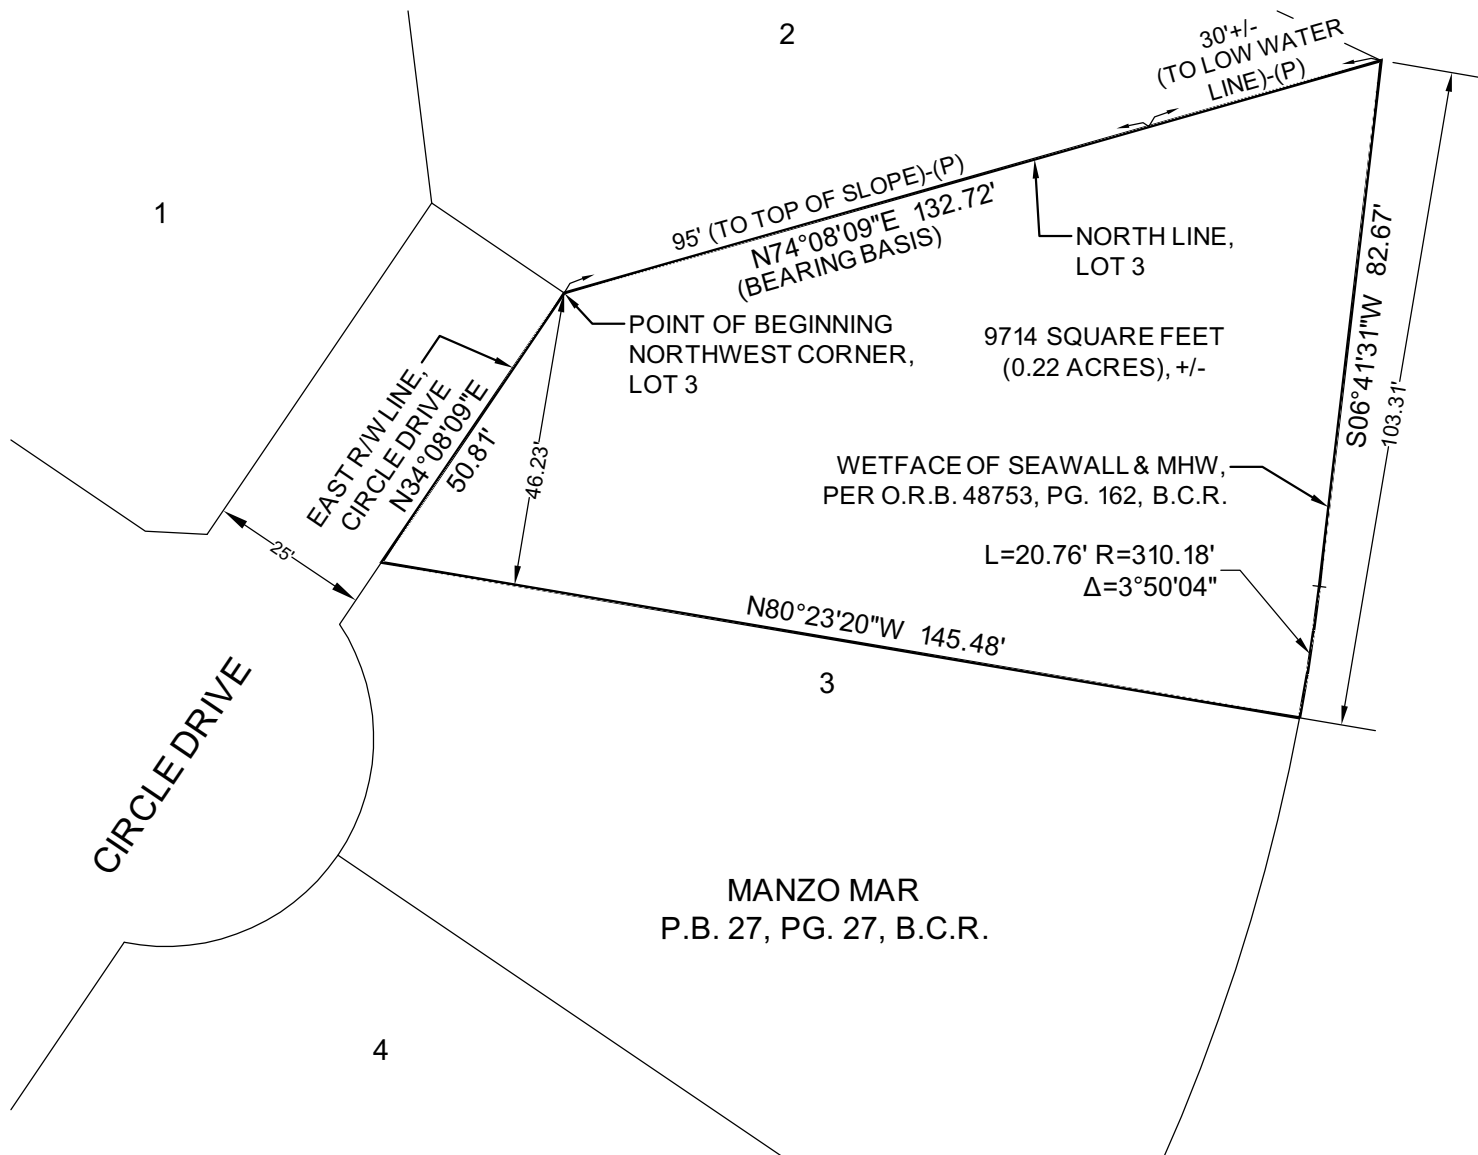 2
30'+/-
(TO LOW WATER
LINE)-(P)
1
95' (TO TOP OF SLOPE)-(P)
N74°08'09"E 132.72'
(BEARING BASIS)
NORTH LINE,
LOT 3
POINT OF BEGINNING
NORTHWEST CORNER,
LOT 3
9714 SQUARE FEET
(0.22 ACRES), +/-
S06°41'31"W 82.67'
103.31'
EAST R/W LINE,
CIRCLE DRIVE
N34°08'09"E
50.81'
46.23'
WETFACE OF SEAWALL & MHW,
PER O.R.B. 48753, PG. 162, B.C.R.
25'
L=20.76' R=310.18'
Δ=3°50'04"
N80°23'20"W 145.48'
3
CIRCLE DRIVE
MANZO MAR
P.B. 27, PG. 27, B.C.R.
4